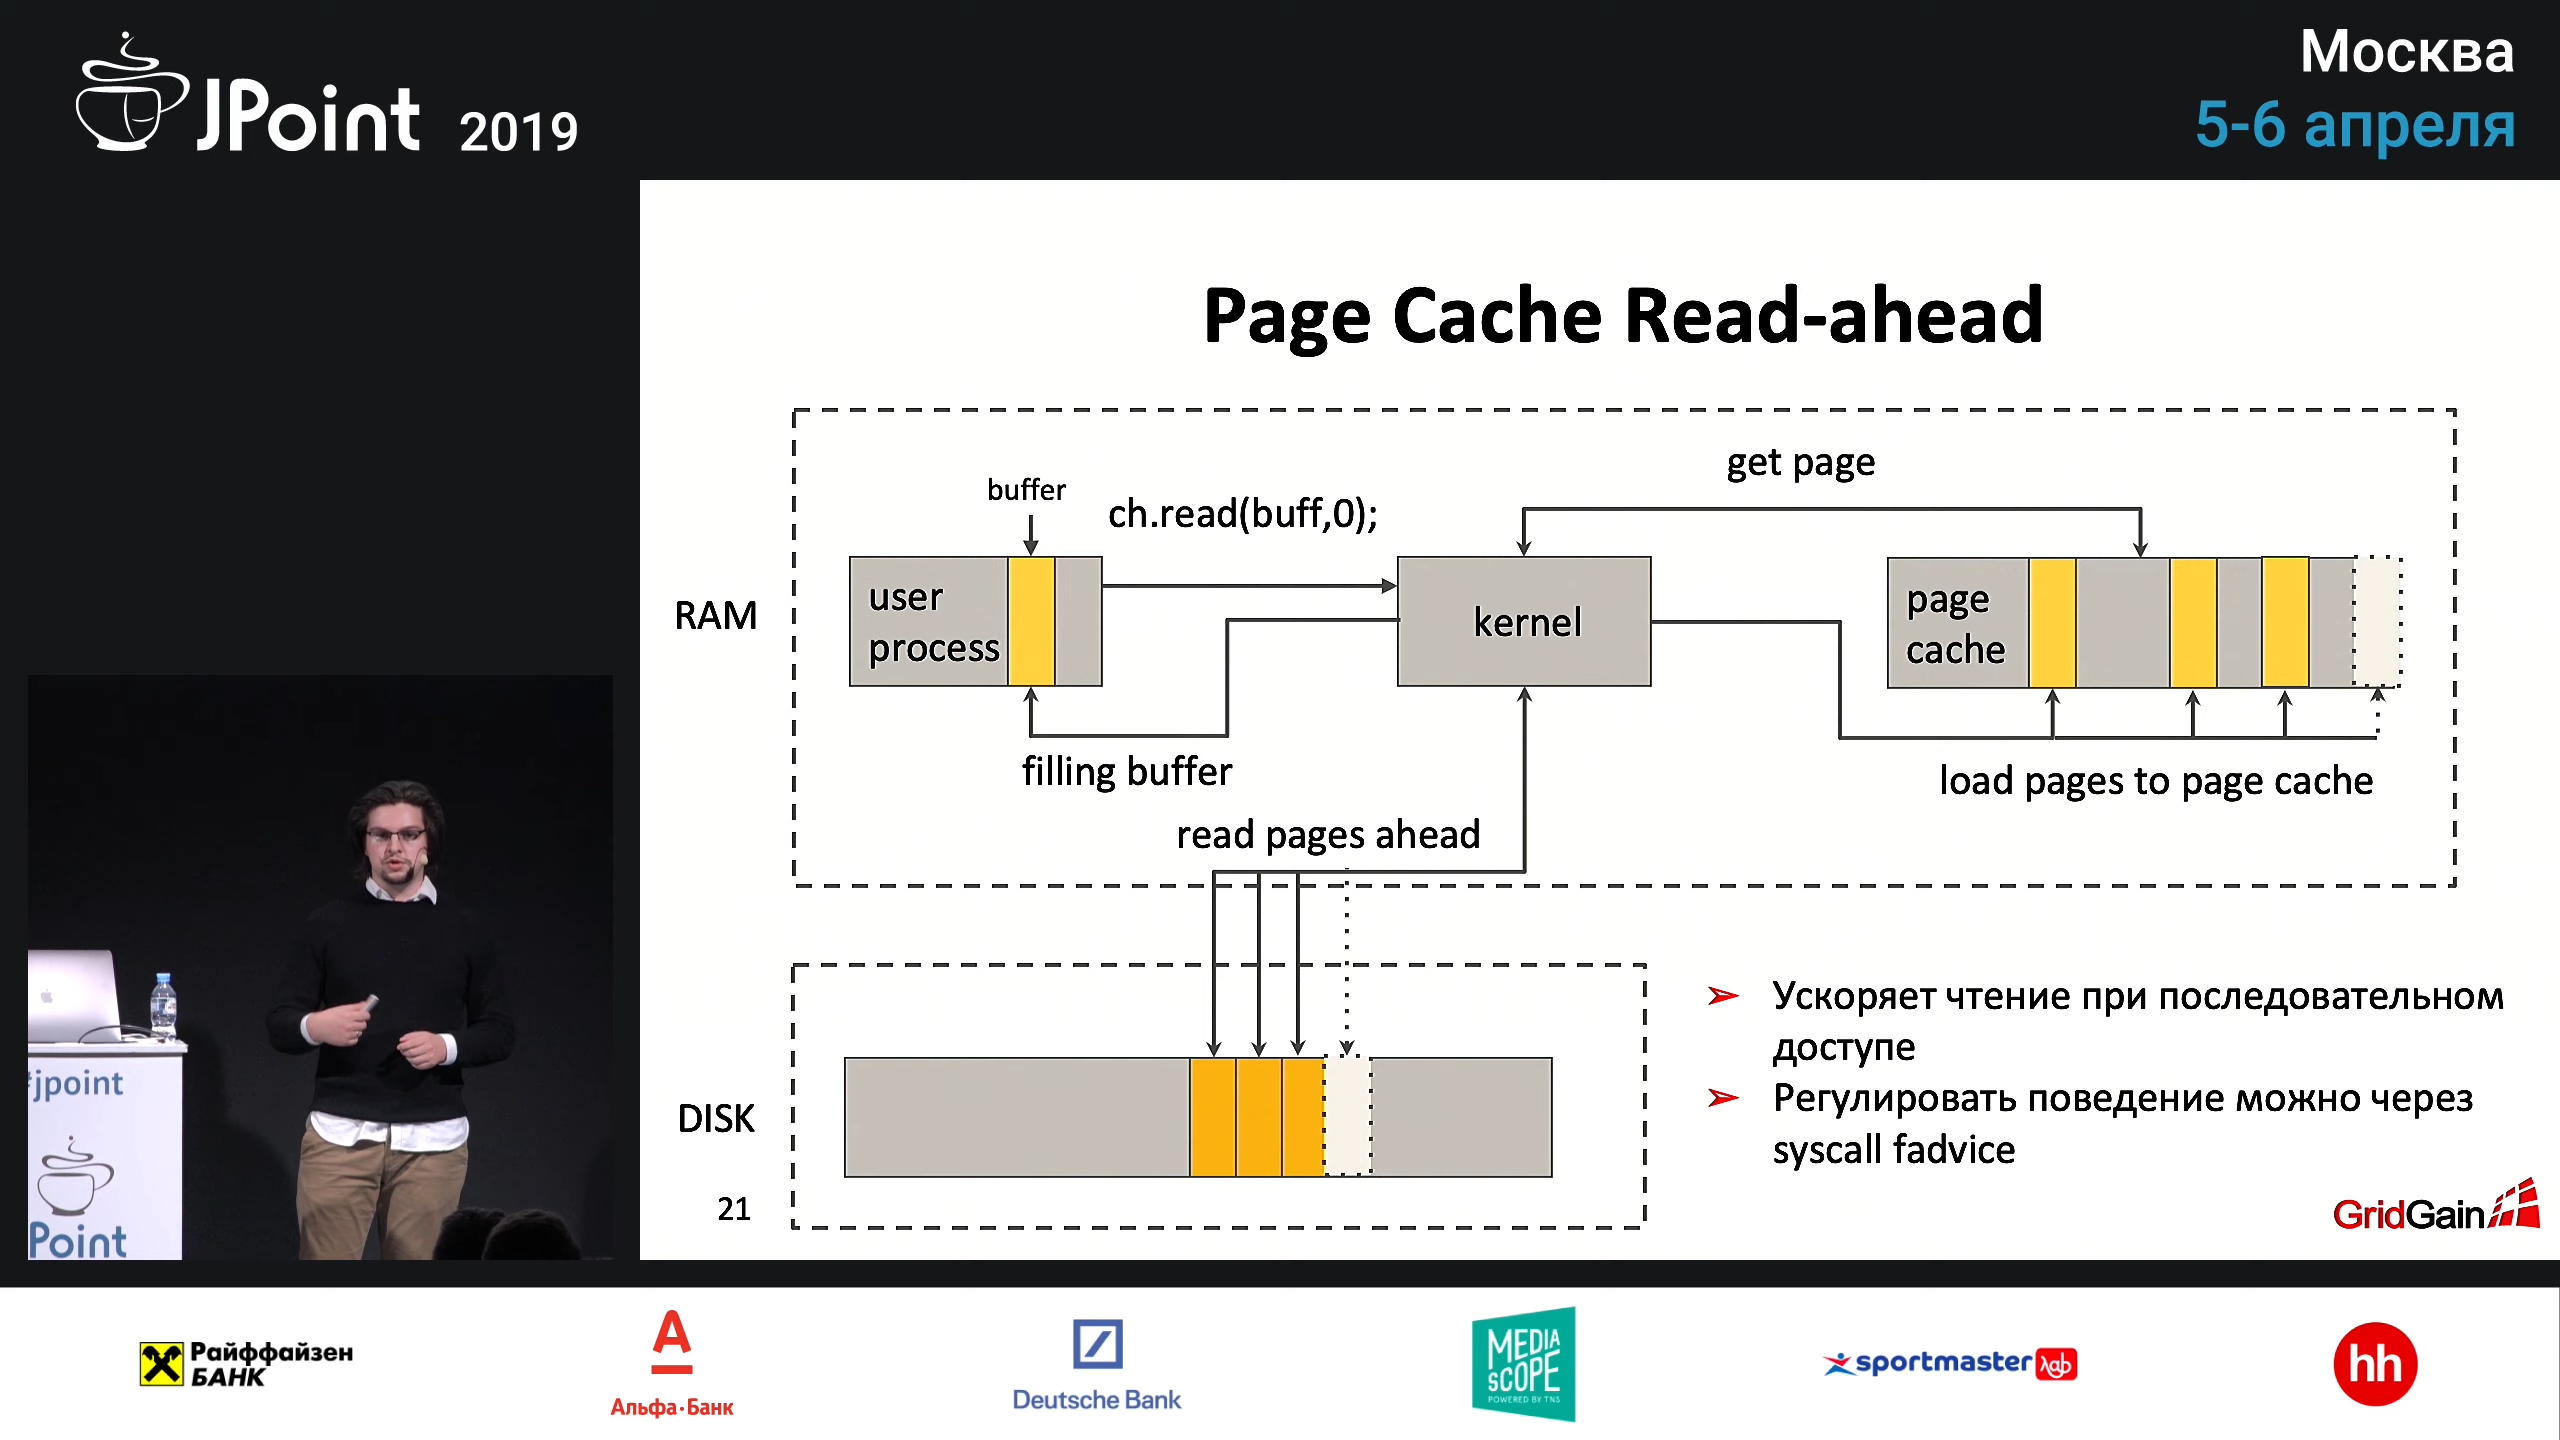 JPoint 2019
Москва
5-6 апреля
Page Cache Read-ahead
get page
buffer
ch.read(buff,0);
RAM
user
process
kernel
page
cache
filling buffer
load pages to page cache
read pages ahead
DISK
➢ Ускоряет чтение при последовательном
доступе
➢ Регулировать поведение можно через
syscall fadvice
21
GridGain
#jpoint
Point
Райффайзен
БАНК
Альфа·Банк
Deutsche Bank
MEDIA
SCOPE
POWERED BY TNS
sportmaster лаб
hh